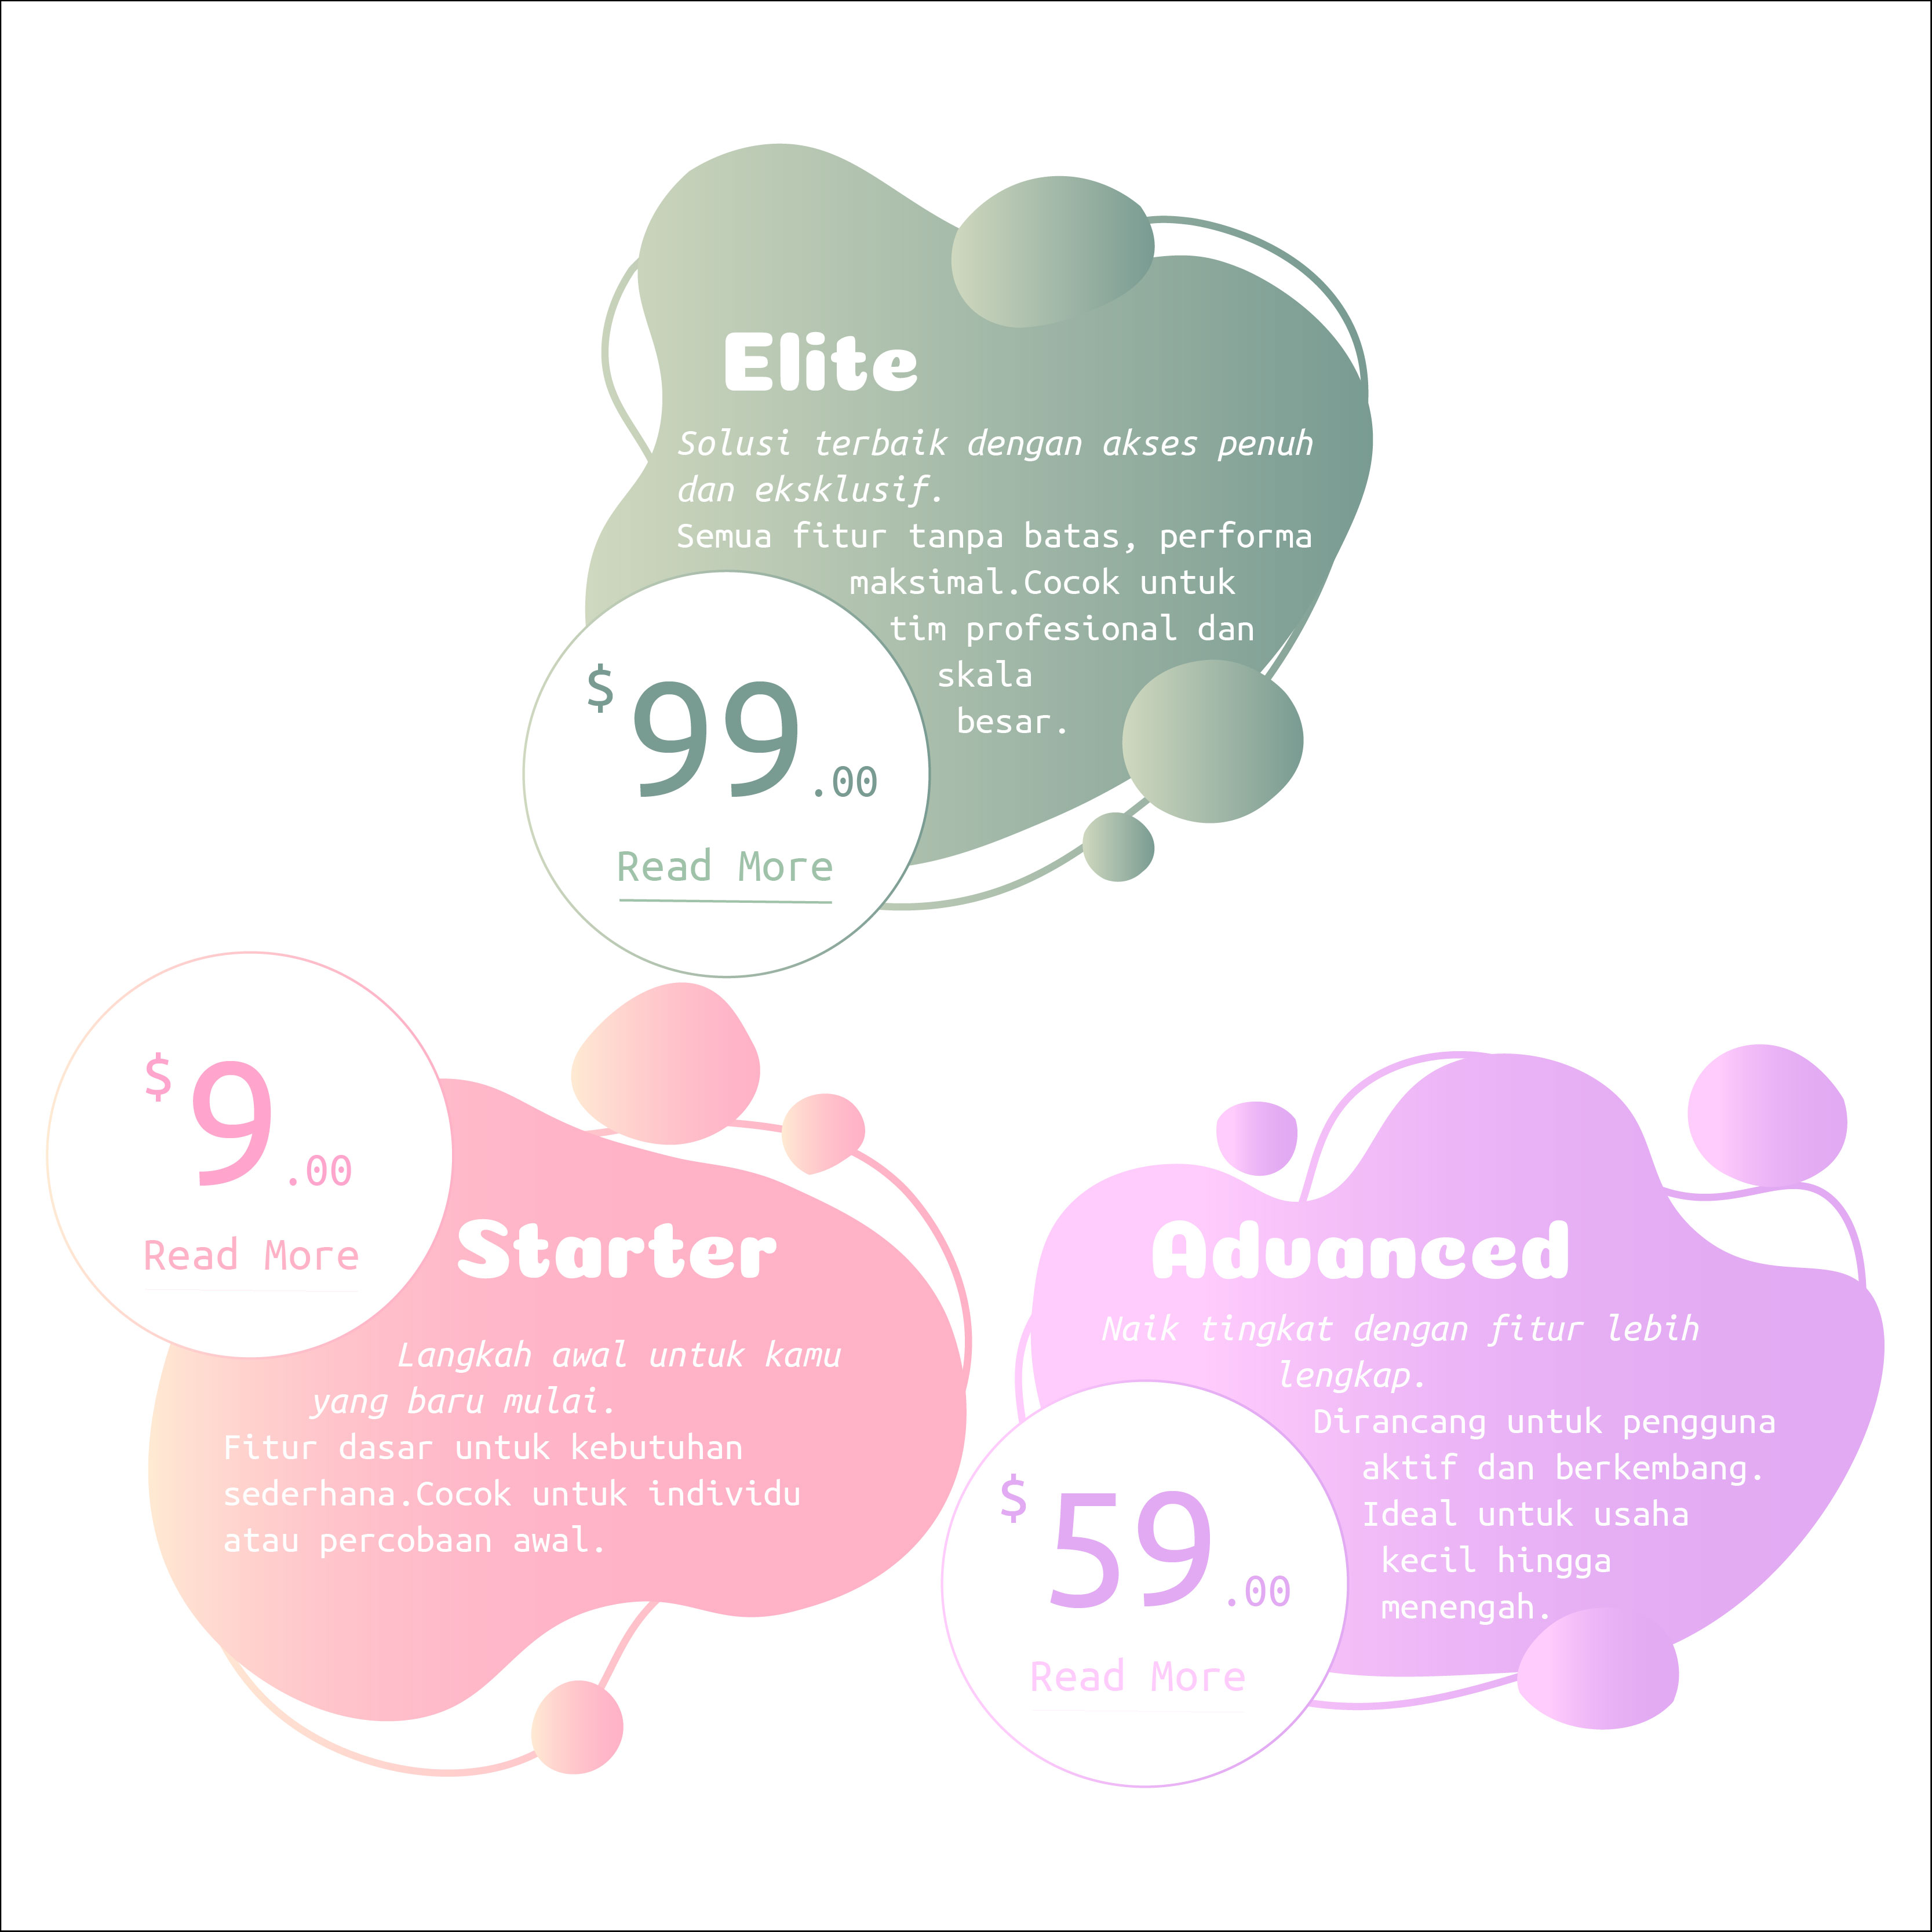 Elite
Solusi terbaik dengan akses penuh
dan eksklusif.
Semua fitur tanpa batas, performa
maksimal.Cocok untuk
tim profesional dan
skala
besar.
$99.00
Read More
$9.00
Read More
Starter
Langkah awal untuk kamu
yang baru mulai.
Fitur dasar untuk kebutuhan
sederhana.Cocok untuk individu
atau percobaan awal.
Advanced
Naik tingkat dengan fitur lebih
lengkap.
Dirancang untuk pengguna
aktif dan berkembang.
Ideal untuk usaha
kecil hingga
menengah.
$59.00
Read More